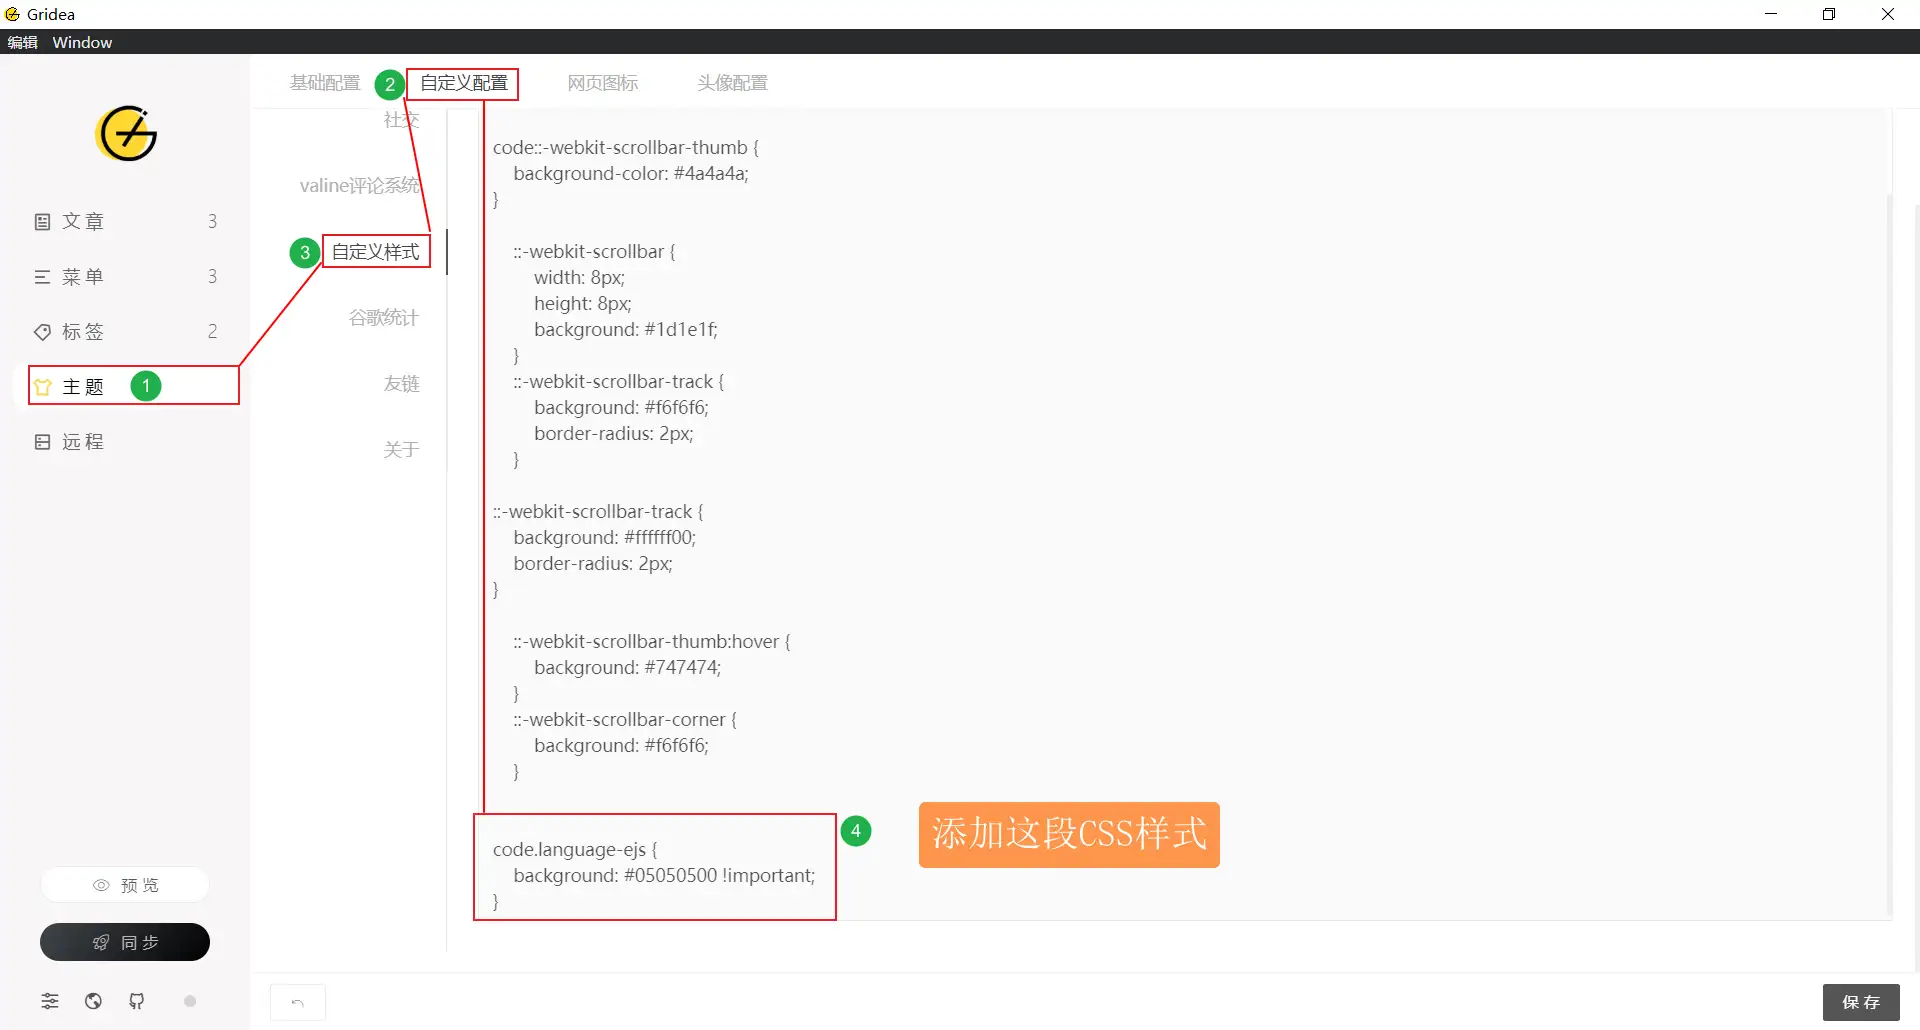 Gridea
编辑 Window
基础配置 2 自定义配置 网页图标 头像配置
文章 3
菜单 3
标签 2
主题 1
远程
预览
同步
社交
valine评论系统
3 自定义样式
谷歌统计
友链
关于
code::-webkit-scrollbar-thumb {
background-color: #4a4a4a;
}
::-webkit-scrollbar {
width: 8px;
height: 8px;
background: #1d1e1f;
}
::-webkit-scrollbar-track {
background: #f6f6f6;
border-radius: 2px;
}
::-webkit-scrollbar-track {
background: #ffffff00;
border-radius: 2px;
}
::-webkit-scrollbar-thumb:hover {
background: #747474;
}
::-webkit-scrollbar-corner {
background: #f6f6f6;
}
code.language-ejs {
background: #05050500 !important;
}
4
添加这段CSS样式
保存